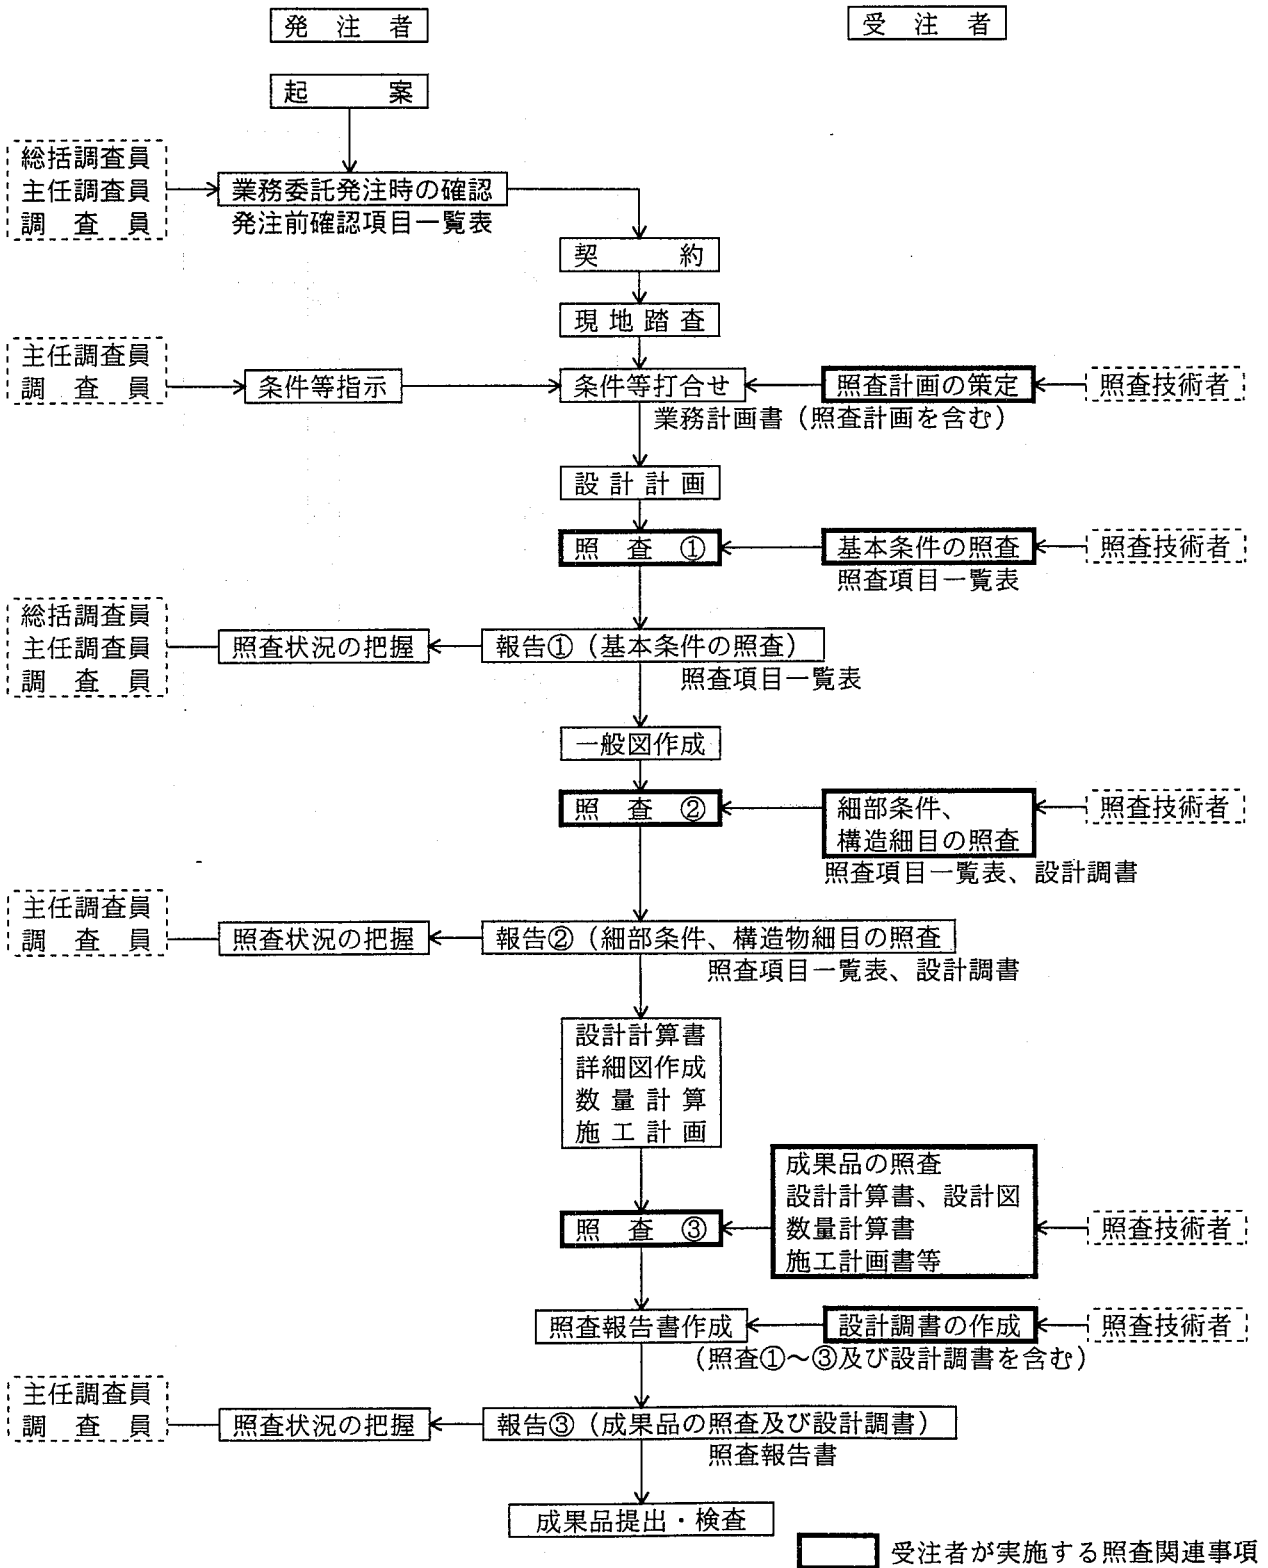 発注者
受注者
起案
総括調査員
主任調査員
調査員
業務委託発注時の確認
発注前確認項目一覧表
契約
現地踏査
主任調査員
調査員
条件等指示
条件等打合せ
照査計画の策定
照査技術者
業務計画書（照査計画を含む）
設計計画
照査①
基本条件の照査
照査技術者
照査項目一覧表
総括調査員
主任調査員
調査員
照査状況の把握
報告①（基本条件の照査）
照査項目一覧表
一般図作成
照査②
細部条件、
構造細目の照査
照査技術者
照査項目一覧表、設計調書
主任調査員
調査員
照査状況の把握
報告②（細部条件、構造物細目の照査
照査項目一覧表、設計調書
設計計算書
詳細図作成
数量計算
施工計画
照査③
成果品の照査
設計計算書、設計図
数量計算書
施工計画書等
照査技術者
照査報告書作成
設計調書の作成
照査技術者
（照査①～③及び設計調書を含む）
主任調査員
調査員
照査状況の把握
報告③（成果品の照査及び設計調書）
照査報告書
成果品提出・検査
受注者が実施する照査関連事項